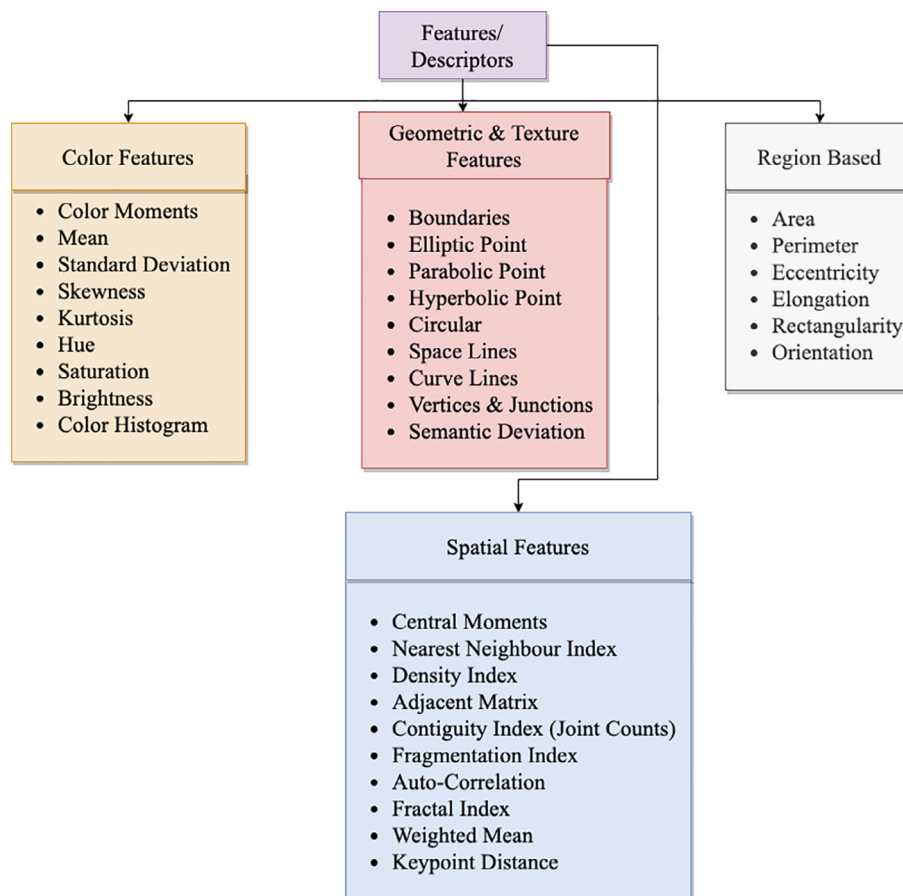 Features/
Descriptors
Color Features
• Color Moments
• Mean
• Standard Deviation
• Skewness
• Kurtosis
• Hue
• Saturation
• Brightness
• Color Histogram
Geometric & Texture
Features
• Boundaries
• Elliptic Point
• Parabolic Point
• Hyperbolic Point
• Circular
• Space Lines
• Curve Lines
• Vertices & Junctions
• Semantic Deviation
Region Based
• Area
• Perimeter
• Eccentricity
• Elongation
• Rectangularity
• Orientation
Spatial Features
• Central Moments
• Nearest Neighbour Index
• Density Index
• Adjacent Matrix
• Contiguity Index (Joint Counts)
• Fragmentation Index
• Auto-Correlation
• Fractal Index
• Weighted Mean
• Keypoint Distance